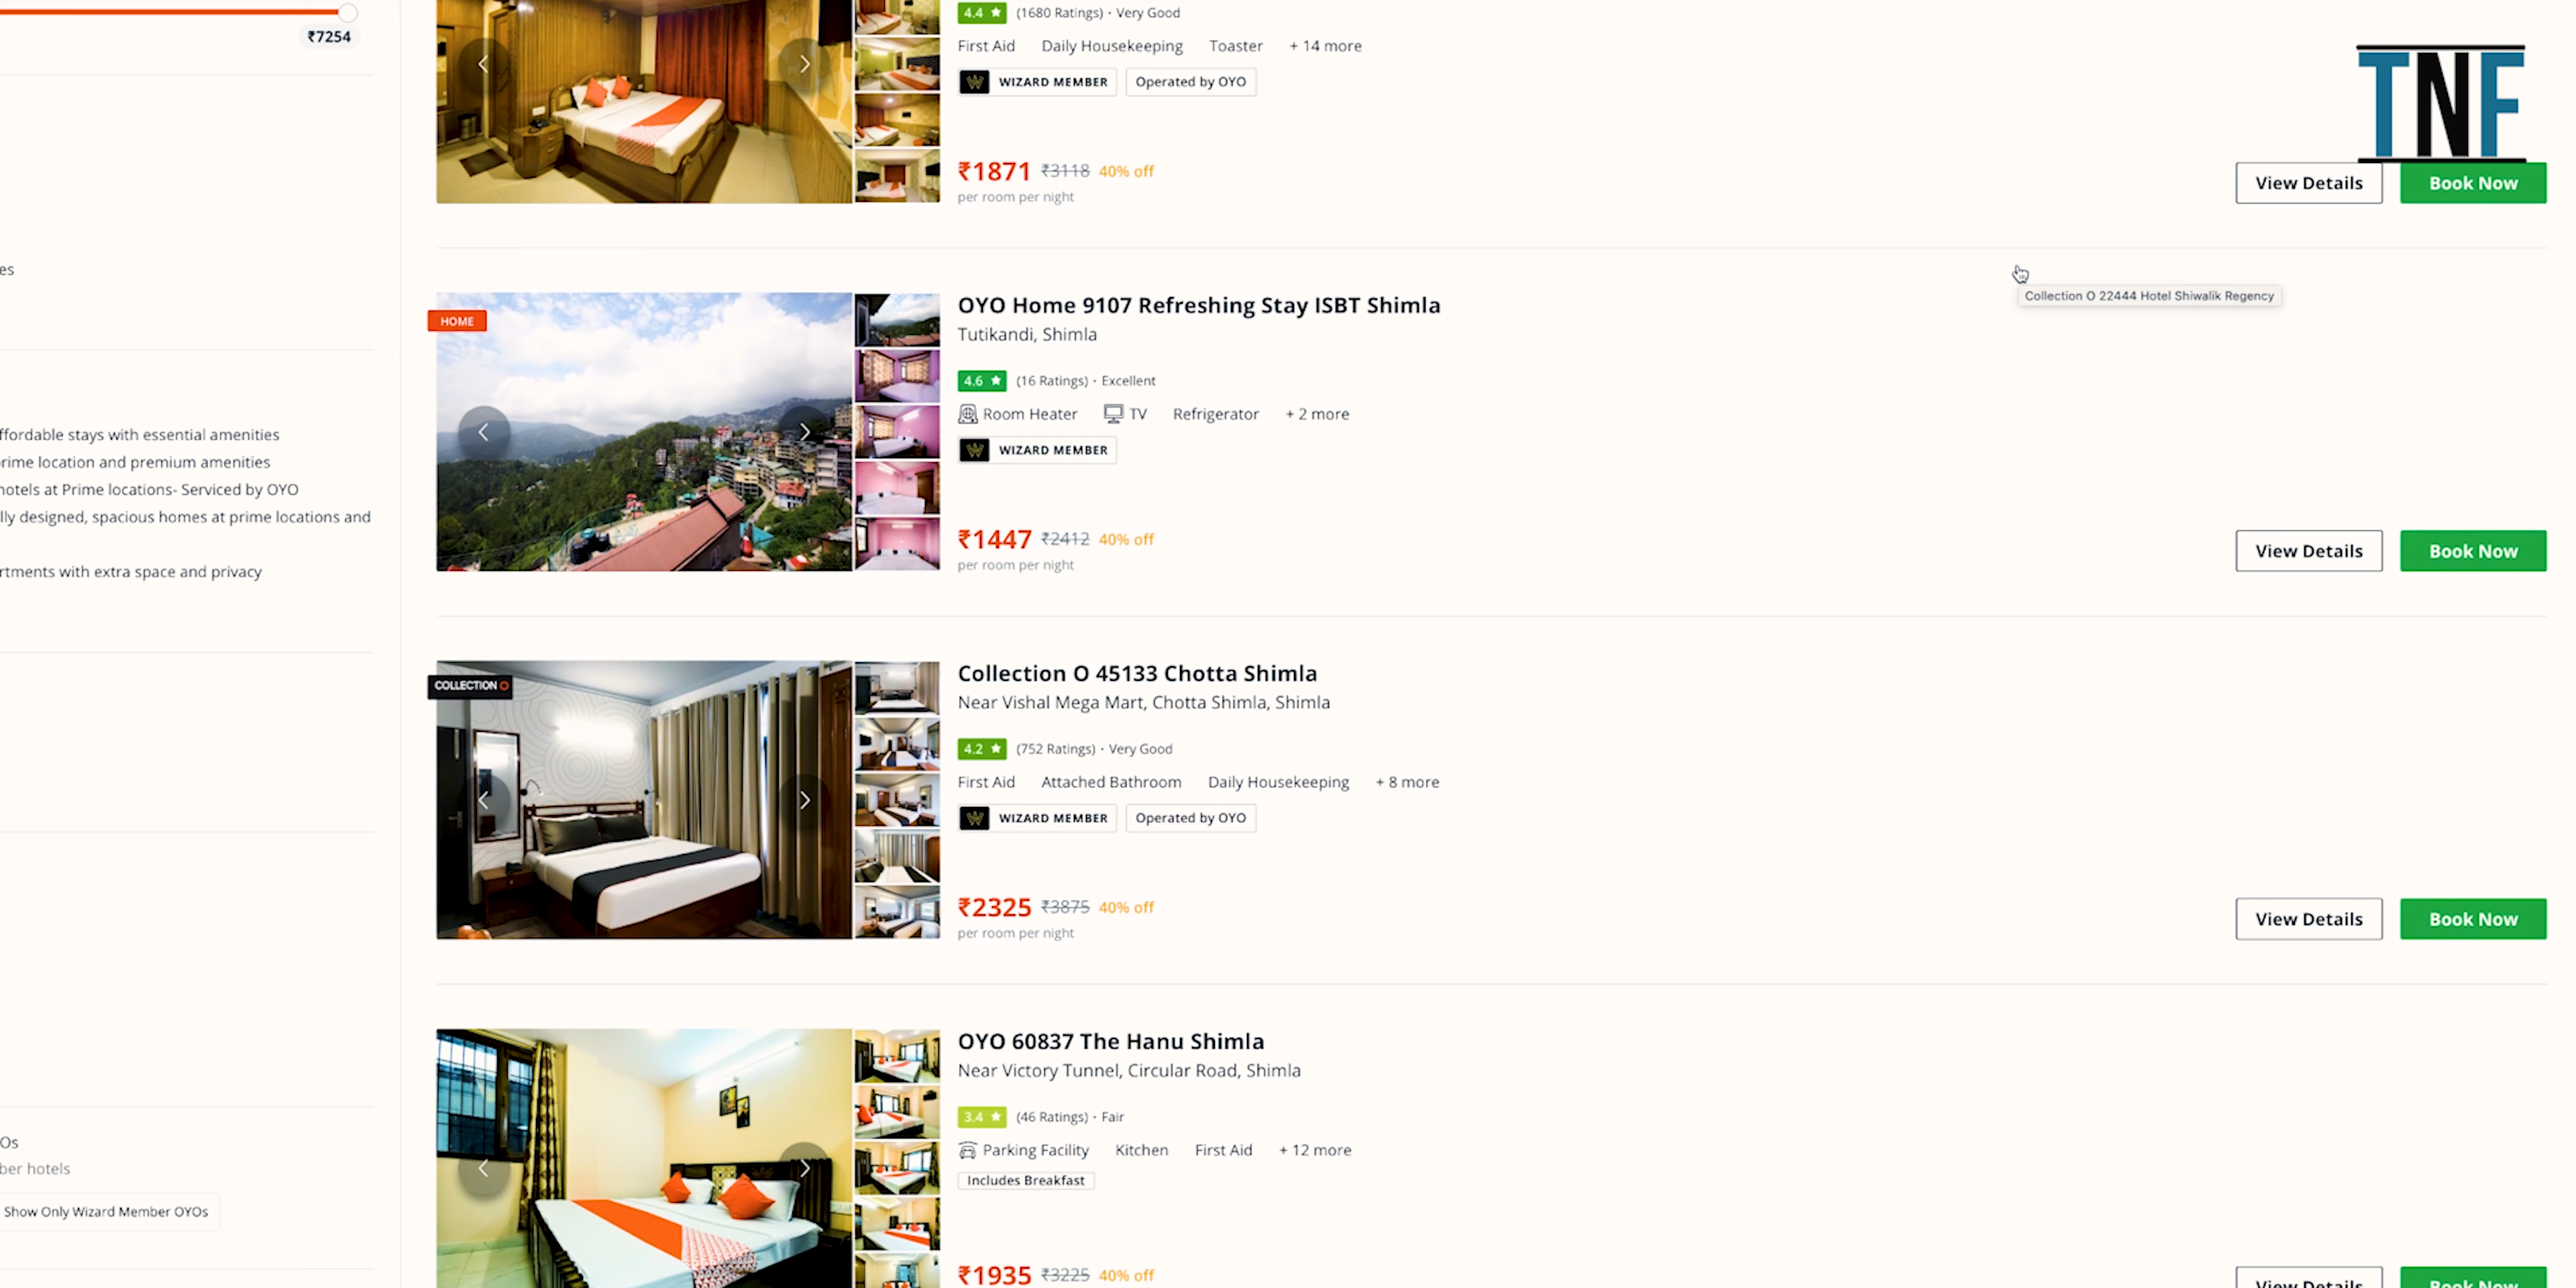 ₹7254
es
ffordable stays with essential amenities
rime location and premium amenities
hotels at Prime locations- Serviced by OYO
lly designed, spacious homes at prime locations and
rtments with extra space and privacy
Os
ber hotels
Show Only Wizard Member OYOs
4.4 ★ (1680 Ratings) · Very Good
First Aid Daily Housekeeping Toaster + 14 more
WIZARD MEMBER Operated by OYO
₹1871 ₹3118 40% off
per room per night
TNF
View Details Book Now
Collection O 22444 Hotel Shiwalik Regency
HOME
OYO Home 9107 Refreshing Stay ISBT Shimla
Tutikandi, Shimla
4.6 ★ (16 Ratings) · Excellent
Room Heater TV Refrigerator + 2 more
WIZARD MEMBER
₹1447 ₹2412 40% off
per room per night
View Details Book Now
COLLECTION O
Collection O 45133 Chotta Shimla
Near Vishal Mega Mart, Chotta Shimla, Shimla
4.2 ★ (752 Ratings) · Very Good
First Aid Attached Bathroom Daily Housekeeping + 8 more
WIZARD MEMBER Operated by OYO
₹2325 ₹3875 40% off
per room per night
View Details Book Now
OYO 60837 The Hanu Shimla
Near Victory Tunnel, Circular Road, Shimla
3.4 ★ (46 Ratings) · Fair
Parking Facility Kitchen First Aid + 12 more
Includes Breakfast
₹1935 ₹3225 40% off
View Details Book Now